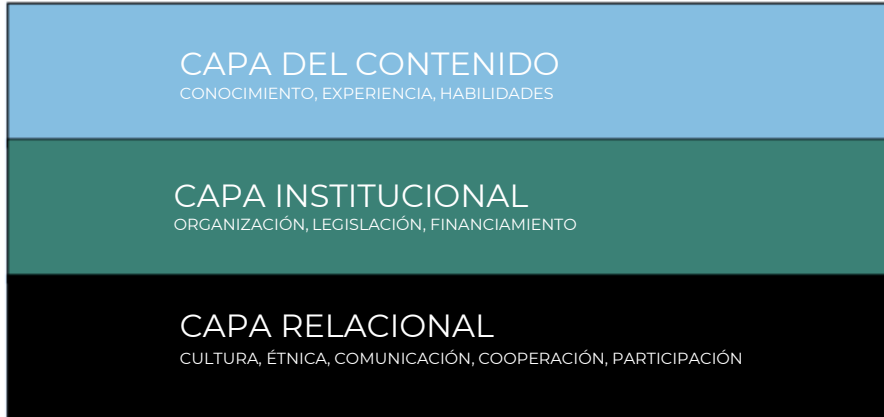 CAPA DEL CONTENIDO
CONOCIMIENTO, EXPERIENCIA, HABILIDADES
CAPA INSTITUCIONAL
ORGANIZACIÓN, LEGISLACIÓN, FINANCIAMIENTO
CAPA RELACIONAL
CULTURA, ÉTNICA, COMUNICACIÓN, COOPERACIÓN, PARTICIPACIÓN